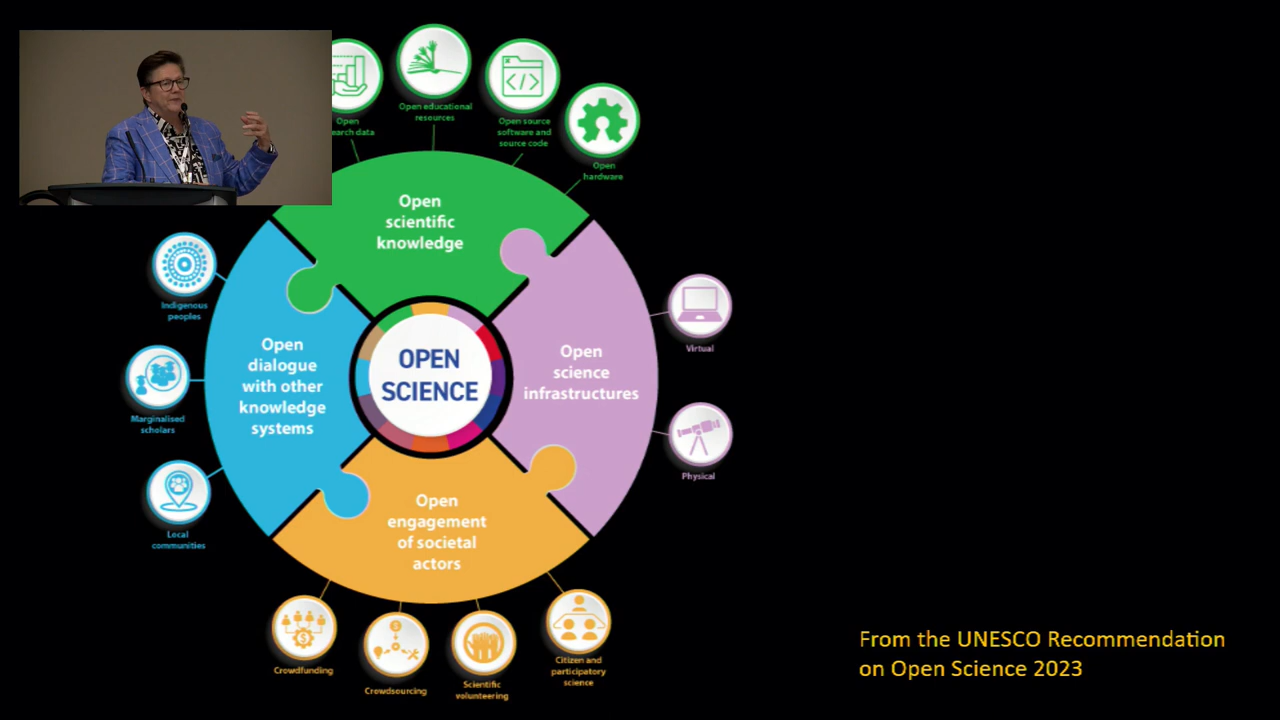 Open
data
Open educational
resources
Open source
software and
source code
Open
hardware
Open
scientific
knowledge
Indigenous
peoples
Marginalised
scholars
Local
communities
Open
dialogue
with other
knowledge
systems
OPEN
SCIENCE
Open
science
infrastructures
Virtual
Physical
Open
engagement
of societal
actors
Crowdfunding
Crowdsourcing
Scientific
volunteering
Citizen and
participatory
science
From the UNESCO Recommendation
on Open Science 2023